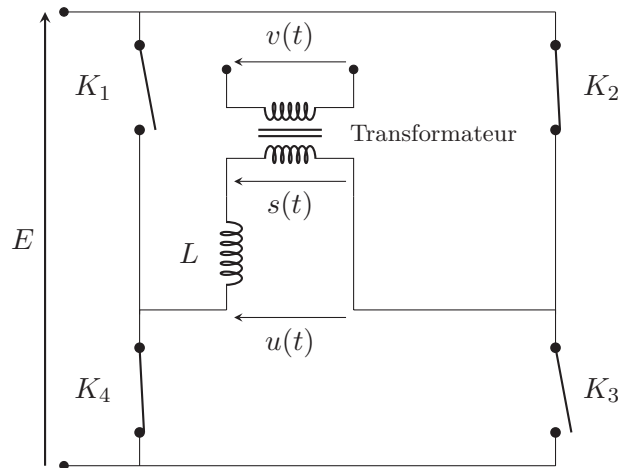 v(t)
K₁
K₂
Transformateur
s(t)
E
L
u(t)
K₄
K₃